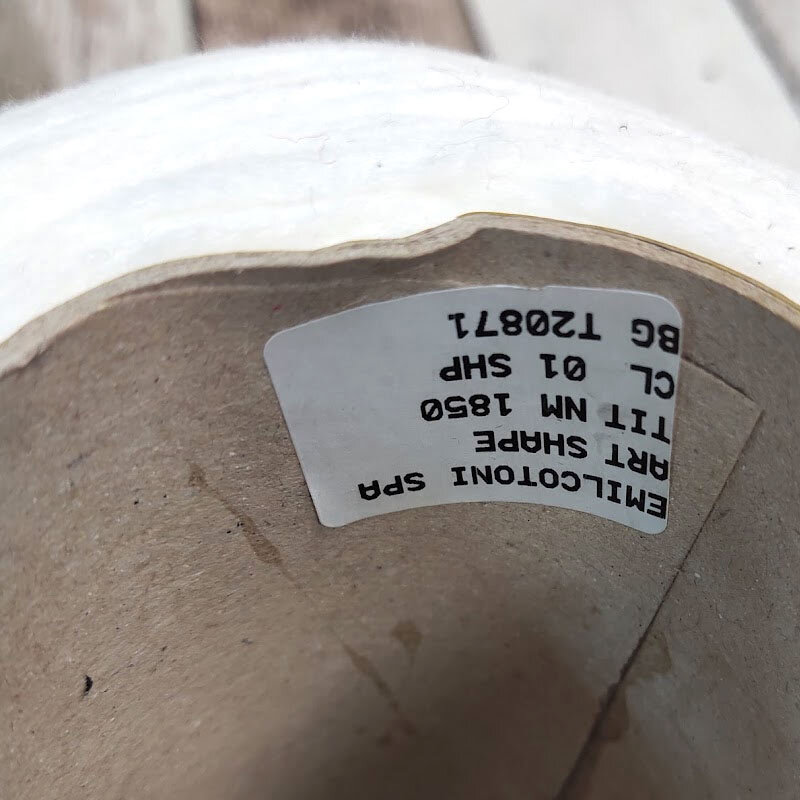 EMILCOTONI SPA
ART SHAPE
TIT NM 1850
CL 01 SHP
BG T20871